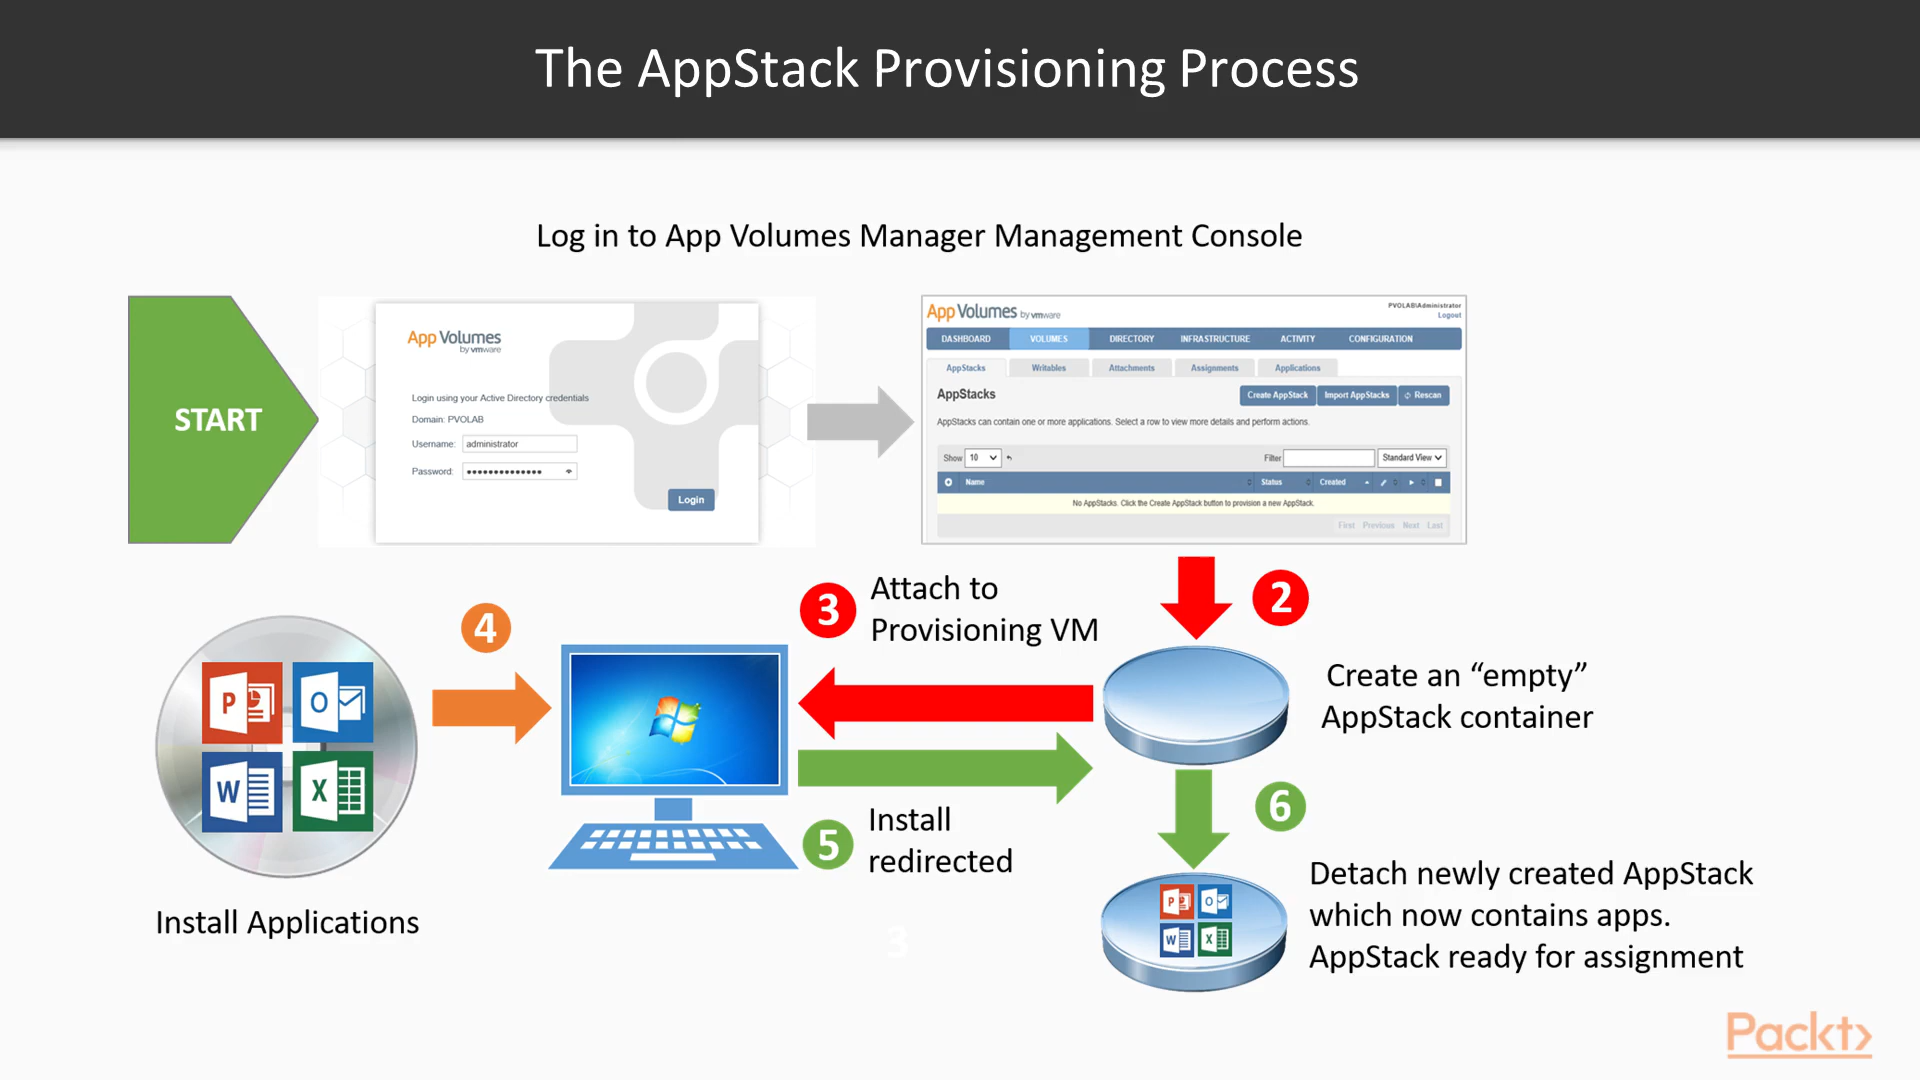 The AppStack Provisioning Process
Log in to App Volumes Manager Management Console
START
App Volumes
by vmware
Login using your Active Directory credentials
Domain: PVOLAB
Username: administrator
Password: ••••••••••••••
Login
App Volumes by vmware
PVOLAB\Administrator
Logout
DASHBOARD VOLUMES DIRECTORY INFRASTRUCTURE ACTIVITY CONFIGURATION
AppStacks Writables Attachments Assignments Applications
AppStacks
Create AppStack Import AppStacks Rescan
AppStacks can contain one or more applications. Select a row to view more details and perform actions.
Show 10 Filter Standard View
Name Status Created
No AppStacks. Click the Create AppStack button to provision a new AppStack.
First Previous Next Last
2
Create an “empty”
AppStack container
3
Attach to
Provisioning VM
4
P O
W X
Install Applications
5
Install
redirected
6
P O
W X
Detach newly created AppStack
which now contains apps.
AppStack ready for assignment
3
Packt